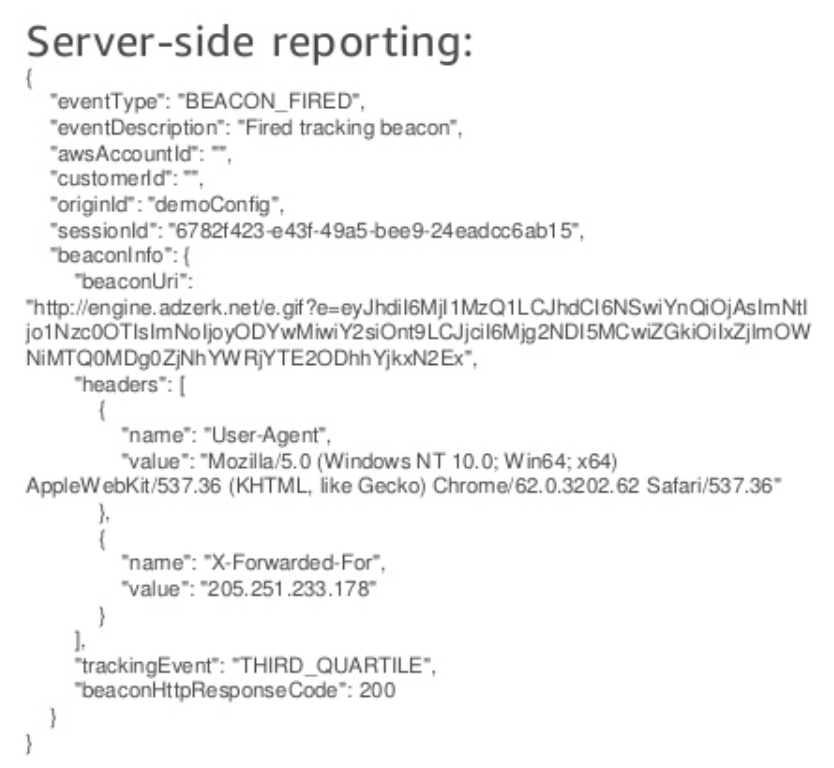 Server-side reporting:
{
"eventType": "BEACON_FIRED",
"eventDescription": "Fired tracking beacon",
"awsAccountId": "",
"customerId": "",
"originId": "demoConfig",
"sessionId": "6782f423-e43f-49a5-bee9-24eadcc6ab15",
"beaconInfo": {
"beaconUri":
"http://engine.adzerk.net/e.gif?e=eyJhdiI6MjI1MzQ1LCJhdCI6NSwiYnQiOjAsImNtI
jo1Nzc0OTIsImNoIjoyODYwMiwiY2siOnt9LCJjciI6Mjg2NDI5MCwiZGkiOiIxZjImOW
NiMTQ0MDg0ZjNhYWRjYTE2ODhhYjkxN2Ex",
"headers": [
{
"name": "User-Agent",
"value": "Mozilla/5.0 (Windows NT 10.0; Win64; x64)
AppleWebKit/537.36 (KHTML, like Gecko) Chrome/62.0.3202.62 Safari/537.36"
},
{
"name": "X-Forwarded-For",
"value": "205.251.233.178"
}
],
"trackingEvent": "THIRD_QUARTILE",
"beaconHttpResponseCode": 200
}
}